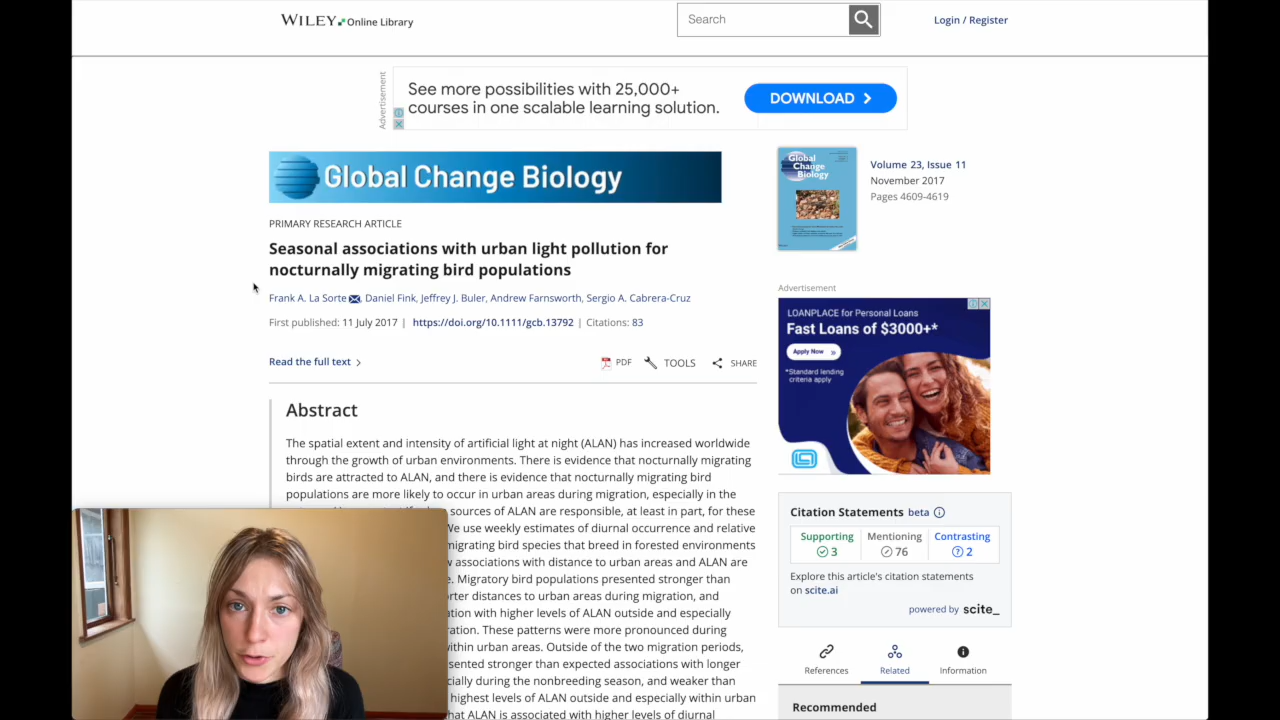 WILEY Online Library
Search
Login / Register
Advertisement
See more possibilities with 25,000+
courses in one scalable learning solution.
DOWNLOAD
Global Change Biology
Global
Change
Biology
Volume 23, Issue 11
November 2017
Pages 4609-4619
PRIMARY RESEARCH ARTICLE
Seasonal associations with urban light pollution for
nocturnally migrating bird populations
Frank A. La Sorte, Daniel Fink, Jeffrey J. Buler, Andrew Farnsworth, Sergio A. Cabrera-Cruz
First published: 11 July 2017 | https://doi.org/10.1111/gcb.13792 | Citations: 83
Read the full text
PDF TOOLS SHARE
Abstract
The spatial extent and intensity of artificial light at night (ALAN) has increased worldwide
through the growth of urban environments. There is evidence that nocturnally migrating
birds are attracted to ALAN, and there is evidence that nocturnally migrating bird
populations are more likely to occur in urban areas during migration, especially in the
sources of ALAN are responsible, at least in part, for these
We use weekly estimates of diurnal occurrence and relative
migrating bird species that breed in forested environments
associations with distance to urban areas and ALAN are
Migratory bird populations presented stronger than
distances to urban areas during migration, and
with higher levels of ALAN outside and especially
These patterns were more pronounced during
within urban areas. Outside of the two migration periods,
stronger than expected associations with longer
during the nonbreeding season, and weaker than
highest levels of ALAN outside and especially within urban
that ALAN is associated with higher levels of diurnal
Advertisement
LOANPLACE for Personal Loans
Fast Loans of $3000+*
Apply Now »
*Standard lending
criteria apply
Citation Statements beta
Supporting Mentioning Contrasting
3 76 2
Explore this article's citation statements
on scite.ai
powered by scite_
References Related Information
Recommended